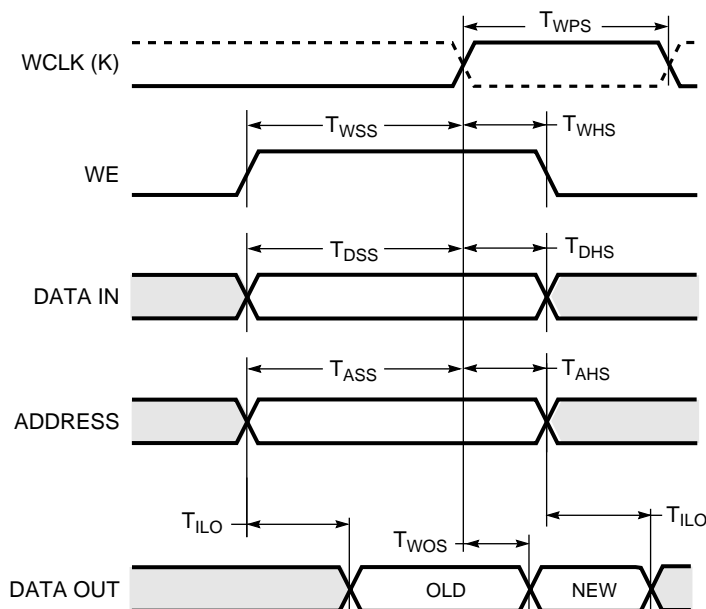 T_WPS
WCLK (K)
T_WSS T_WHS
WE
T_DSS T_DHS
DATA IN
T_ASS T_AHS
ADDRESS
T_ILO T_WOS T_ILO
DATA OUT OLD NEW